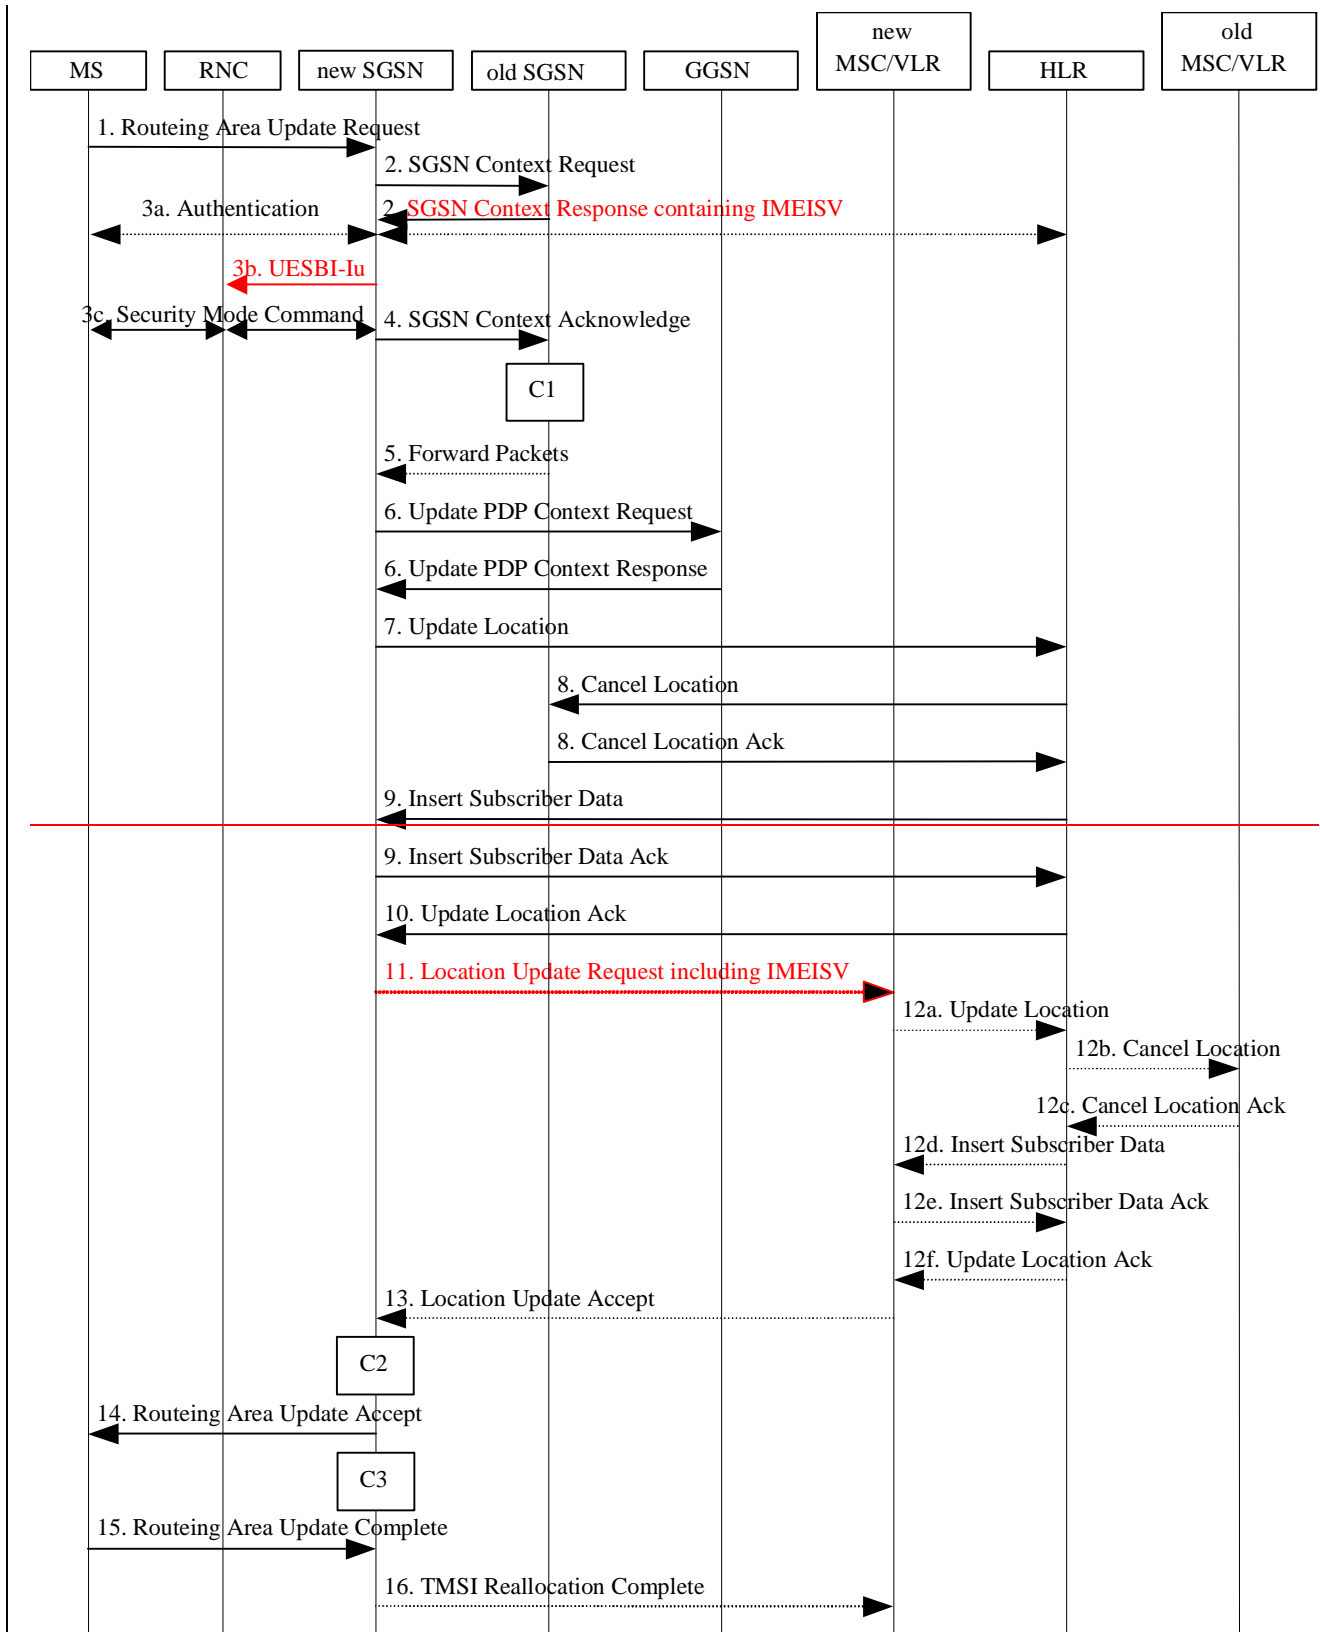 new
old
MS
RNC
new SGSN
old SGSN
GGSN
MSC/VLR
HLR
MSC/VLR
1. Routeing Area Update Request
2. SGSN Context Request
3a. Authentication
2. SGSN Context Response containing IMEISV
3b. UESBI-Iu
3c. Security Mode Command
4. SGSN Context Acknowledge
C1
5. Forward Packets
6. Update PDP Context Request
6. Update PDP Context Response
7. Update Location
8. Cancel Location
8. Cancel Location Ack
9. Insert Subscriber Data
9. Insert Subscriber Data Ack
10. Update Location Ack
11. Location Update Request including IMEISV
12a. Update Location
12b. Cancel Location
12c. Cancel Location Ack
12d. Insert Subscriber Data
12e. Insert Subscriber Data Ack
12f. Update Location Ack
13. Location Update Accept
C2
14. Routeing Area Update Accept
C3
15. Routeing Area Update Complete
16. TMSI Reallocation Complete